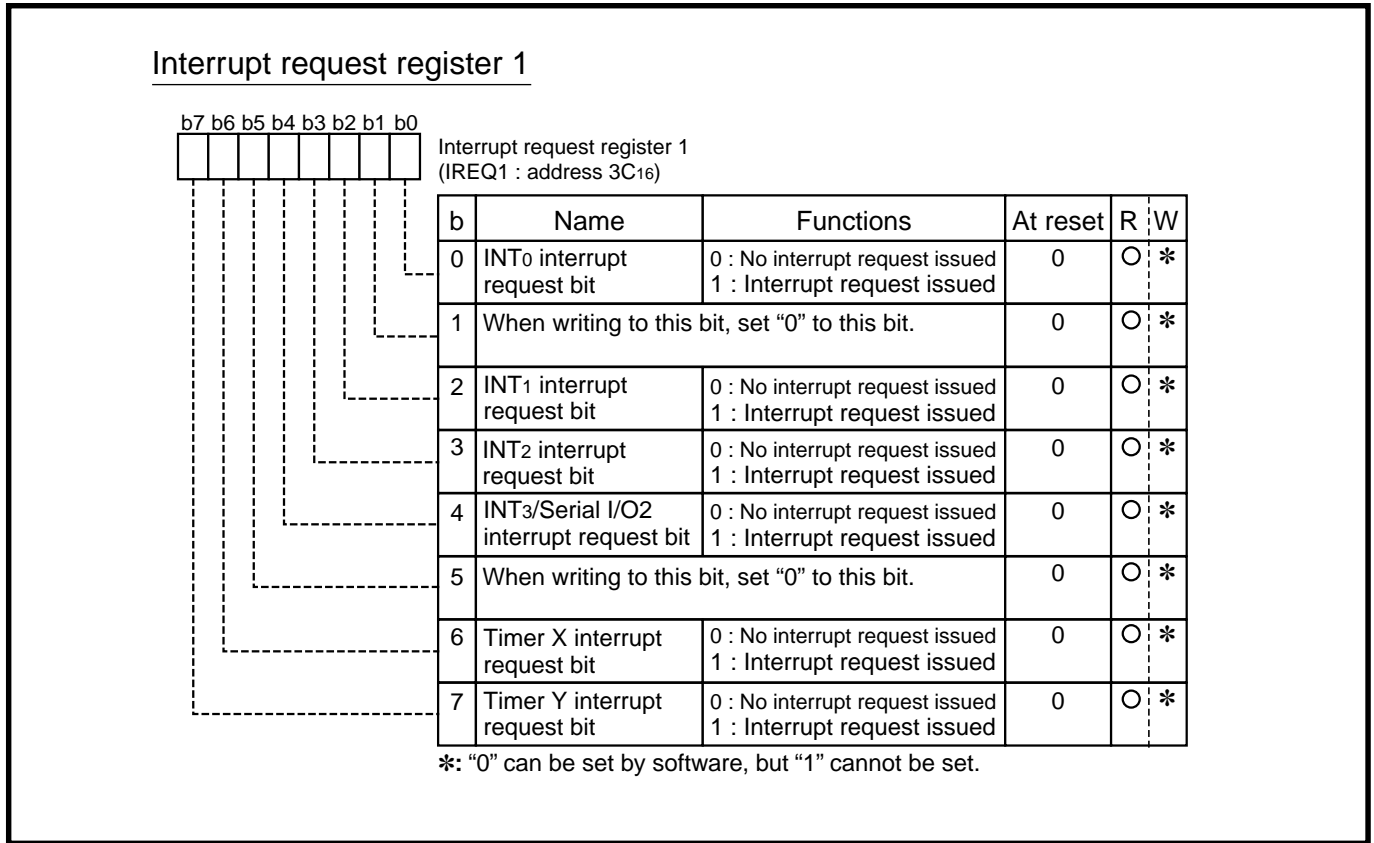 Interrupt request register 1
b7 b6 b5 b4 b3 b2 b1 b0
Interrupt request register 1
(IREQ1 : address 3C16)
b Name Functions At reset R W
0 INT0 interrupt request bit 0 : No interrupt request issued 0 ○ ✻
1 : Interrupt request issued
1 When writing to this bit, set “0” to this bit. 0 ○ ✻
2 INT1 interrupt request bit 0 : No interrupt request issued 0 ○ ✻
1 : Interrupt request issued
3 INT2 interrupt request bit 0 : No interrupt request issued 0 ○ ✻
1 : Interrupt request issued
4 INT3/Serial I/O2 interrupt request bit 0 : No interrupt request issued 0 ○ ✻
1 : Interrupt request issued
5 When writing to this bit, set “0” to this bit. 0 ○ ✻
6 Timer X interrupt request bit 0 : No interrupt request issued 0 ○ ✻
1 : Interrupt request issued
7 Timer Y interrupt request bit 0 : No interrupt request issued 0 ○ ✻
1 : Interrupt request issued
✻: “0” can be set by software, but “1” cannot be set.